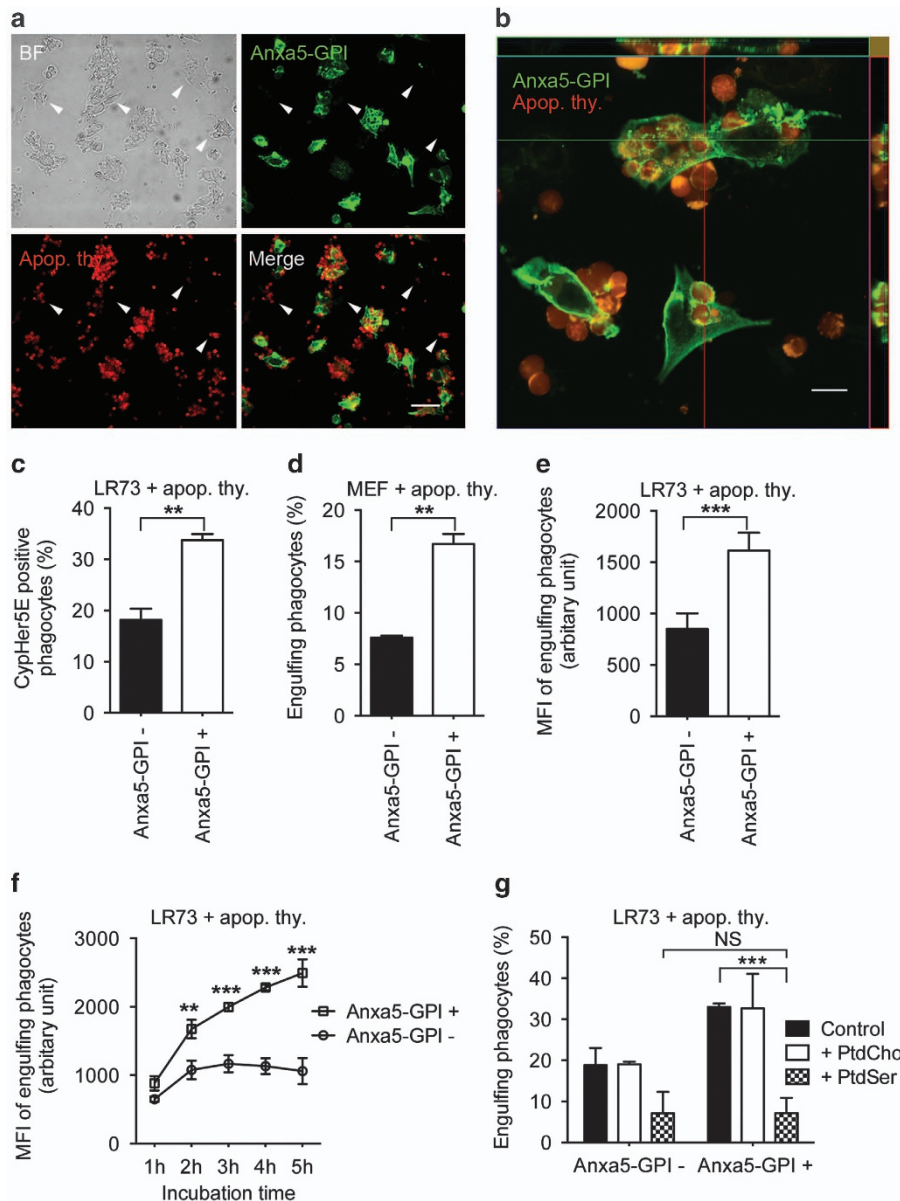 a
BF
Anxa5-GPI
Apop. thy.
Merge
b
Anxa5-GPI
Apop. thy.
c
LR73 + apop. thy.
**
CypHer5E positive
phagocytes (%)
40
30
20
10
0
Anxa5-GPI -
Anxa5-GPI +
d
MEF + apop. thy.
**
Engulfing phagocytes (%)
20
15
10
5
0
Anxa5-GPI -
Anxa5-GPI +
e
LR73 + apop. thy.
***
MFI of engulfing phagocytes
(arbitary unit)
2000
1500
1000
500
0
Anxa5-GPI -
Anxa5-GPI +
f
LR73 + apop. thy.
MFI of engulfing phagocytes
(arbitary unit)
3000
2000
1000
0
** *** *** ***
Anxa5-GPI +
Anxa5-GPI -
1h 2h 3h 4h 5h
Incubation time
g
LR73 + apop. thy.
Engulfing phagocytes (%)
50
40
30
20
10
0
NS
***
Control
+ PtdCho
+ PtdSer
Anxa5-GPI - Anxa5-GPI +